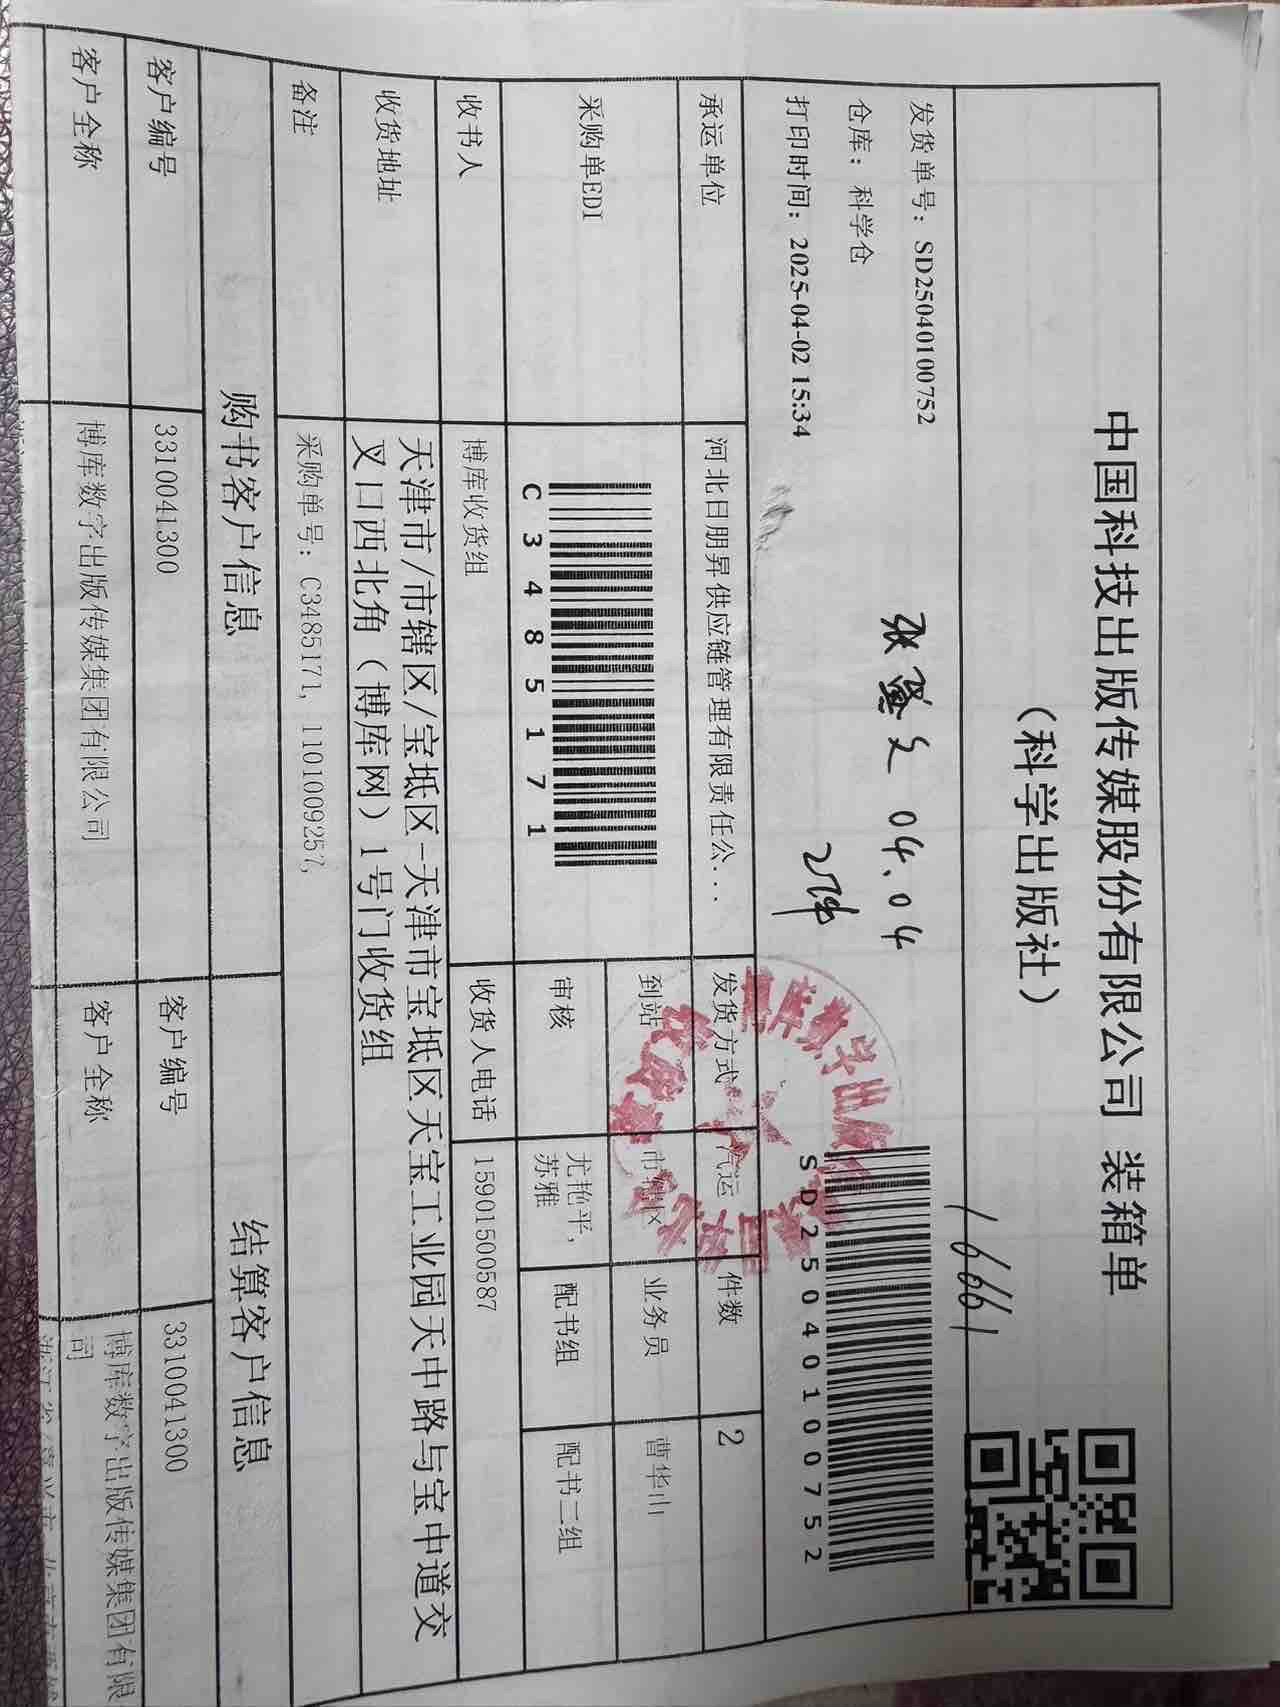 中国科技出版传媒股份有限公司 装箱单
（科学出版社）
16661
发货单号：SD250401007​52
仓库：科学仓
打印时间：2025-04-02 15:34
04.04
2件
SD25040100752
承运单位 河北日朋昇供应链管理有限责任公... 发货方式 汽运 件数 2
采购单EDI C3485171 到站 市辖区 业务员 曹华山
审核 尤艳平，苏雅 配书组 配书三组
收书人 博库收货组 收货人电话 15901500587
收货地址 天津市/市辖区/宝坻区-天津市宝坻区天宝工业园天中路与宝中道交
叉口西北角（博库网）1号门收货组
备注 采购单号：C3485171, 1101009257,
购书客户信息 结算客户信息
客户编号 3310041300 客户编号 3310041300
客户全称 博库数字出版传媒集团有限公司 客户全称 博库数字出版传媒集团有限
司